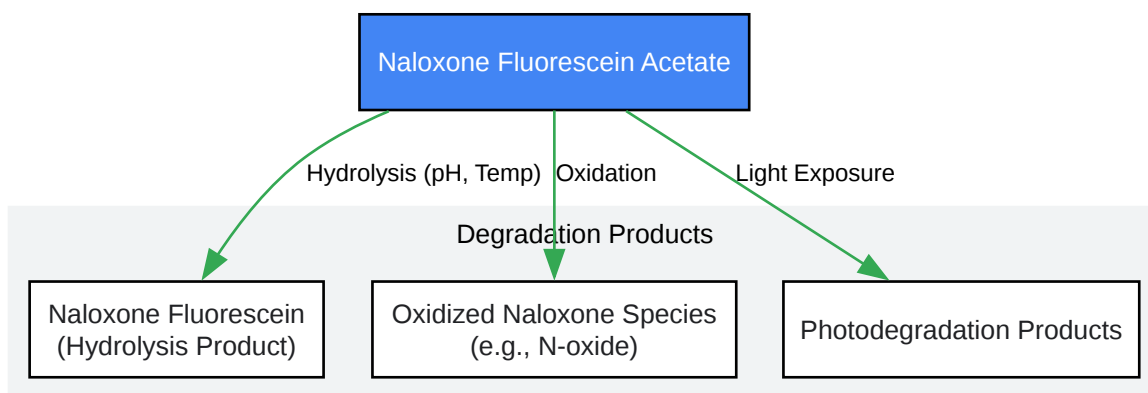 Naloxone Fluorescein Acetate
Hydrolysis (pH, Temp)
Oxidation
Light Exposure
Degradation Products
Naloxone Fluorescein
(Hydrolysis Product)
Oxidized Naloxone Species
(e.g., N-oxide)
Photodegradation Products